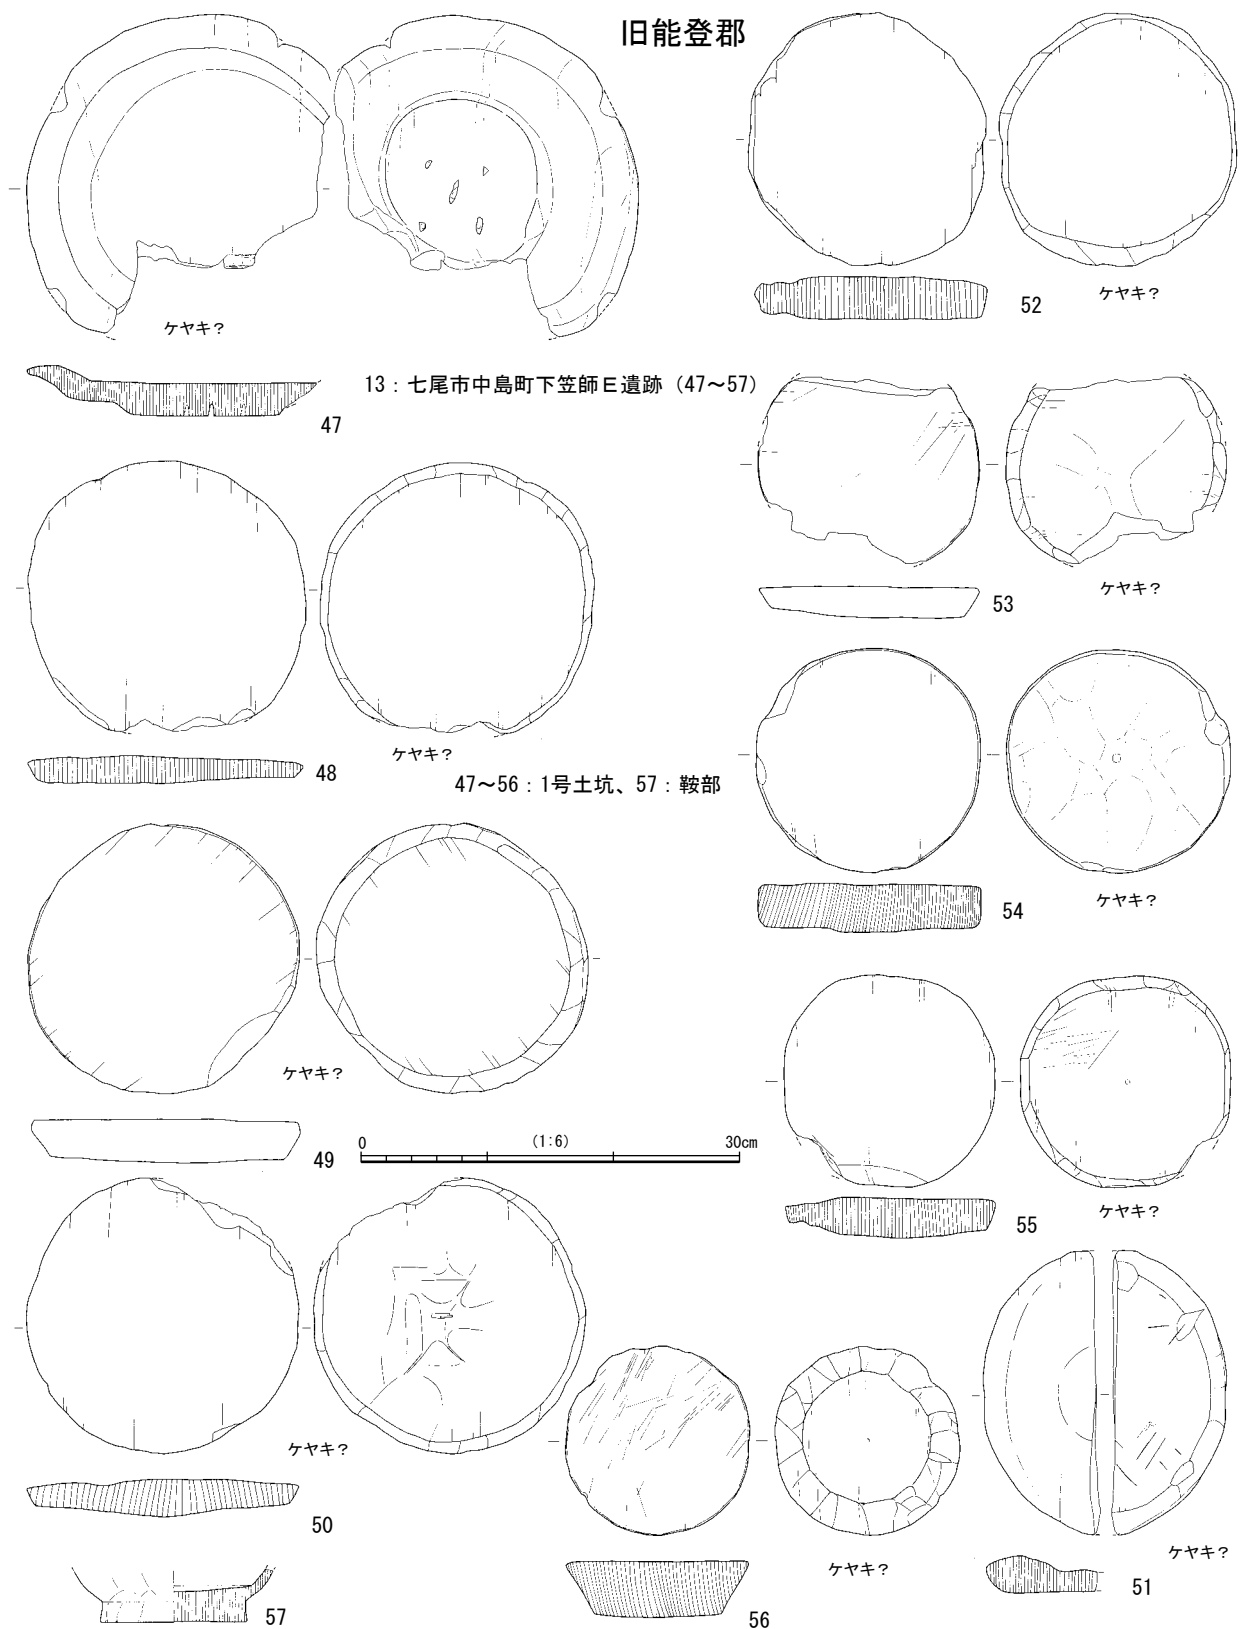 旧能登郡
ケヤキ？
47
13：七尾市中島町下笠師Ｅ遺跡（47～57）
ケヤキ？
48
47～56：1号土坑、57：鞍部
ケヤキ？
49
0 (1:6) 30cm
ケヤキ？
50
57
ケヤキ？
52
ケヤキ？
53
ケヤキ？
54
ケヤキ？
55
ケヤキ？
56
ケヤキ？
51